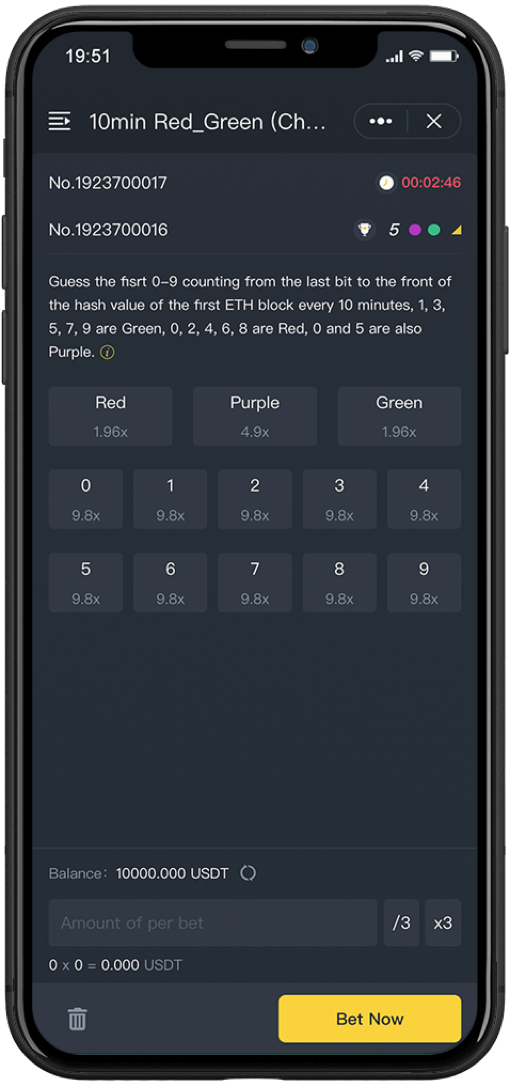 19:51
10min Red_Green (Ch...
No.1923700017 00:02:46
No.1923700016 5
Guess the fisrt 0–9 counting from the last bit to the front of
the hash value of the first ETH block every 10 minutes, 1, 3,
5, 7, 9 are Green, 0, 2, 4, 6, 8 are Red, 0 and 5 are also
Purple.
Red Purple Green
1.96x 4.9x 1.96x
0 1 2 3 4
9.8x 9.8x 9.8x 9.8x 9.8x
5 6 7 8 9
9.8x 9.8x 9.8x 9.8x 9.8x
Balance: 10000.000 USDT
Amount of per bet /3 x3
0 x 0 = 0.000 USDT
Bet Now